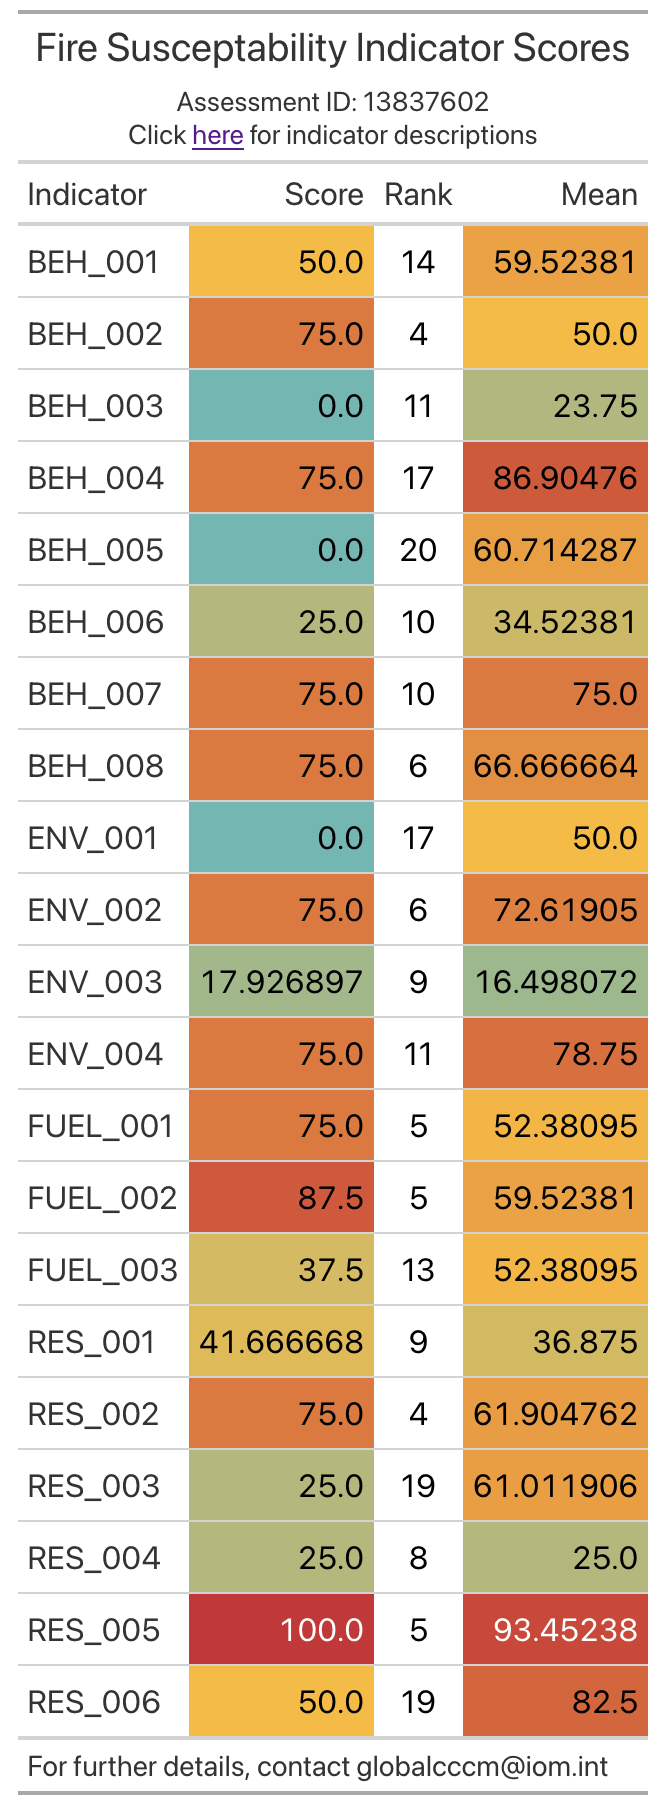 Fire Susceptability Indicator Scores
Assessment ID: 13837602
Click here for indicator descriptions
Indicator Score Rank Mean
BEH_001 50.0 14 59.52381
BEH_002 75.0 4 50.0
BEH_003 0.0 11 23.75
BEH_004 75.0 17 86.90476
BEH_005 0.0 20 60.714287
BEH_006 25.0 10 34.52381
BEH_007 75.0 10 75.0
BEH_008 75.0 6 66.666664
ENV_001 0.0 17 50.0
ENV_002 75.0 6 72.61905
ENV_003 17.926897 9 16.498072
ENV_004 75.0 11 78.75
FUEL_001 75.0 5 52.38095
FUEL_002 87.5 5 59.52381
FUEL_003 37.5 13 52.38095
RES_001 41.666668 9 36.875
RES_002 75.0 4 61.904762
RES_003 25.0 19 61.011906
RES_004 25.0 8 25.0
RES_005 100.0 5 93.45238
RES_006 50.0 19 82.5
For further details, contact globalcccm@iom.int